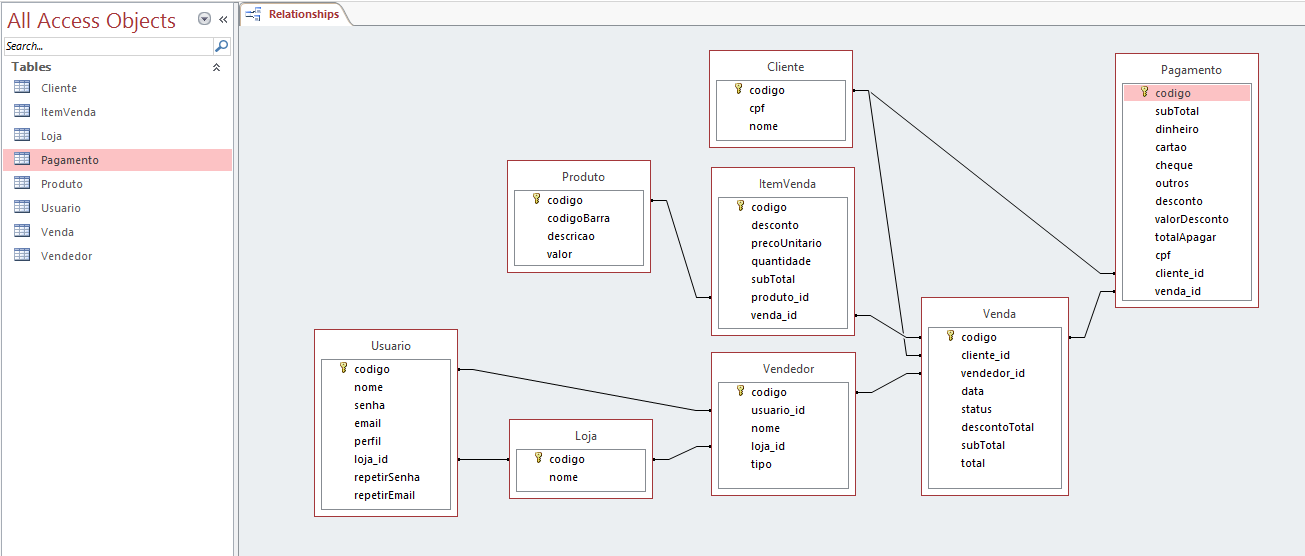 All Access Objects
Search...
Tables
Cliente
ItemVenda
Loja
Pagamento
Produto
Usuario
Venda
Vendedor
Relationships
Cliente
codigo
cpf
nome
Pagamento
codigo
subTotal
dinheiro
cartao
cheque
outros
desconto
valorDesconto
totalApagar
cpf
cliente_id
venda_id
Produto
codigo
codigoBarra
descricao
valor
ItemVenda
codigo
desconto
precoUnitario
quantidade
subTotal
produto_id
venda_id
Venda
codigo
cliente_id
vendedor_id
data
status
descontoTotal
subTotal
total
Usuario
codigo
nome
senha
email
perfil
loja_id
repetirSenha
repetirEmail
Loja
codigo
nome
Vendedor
codigo
usuario_id
nome
loja_id
tipo